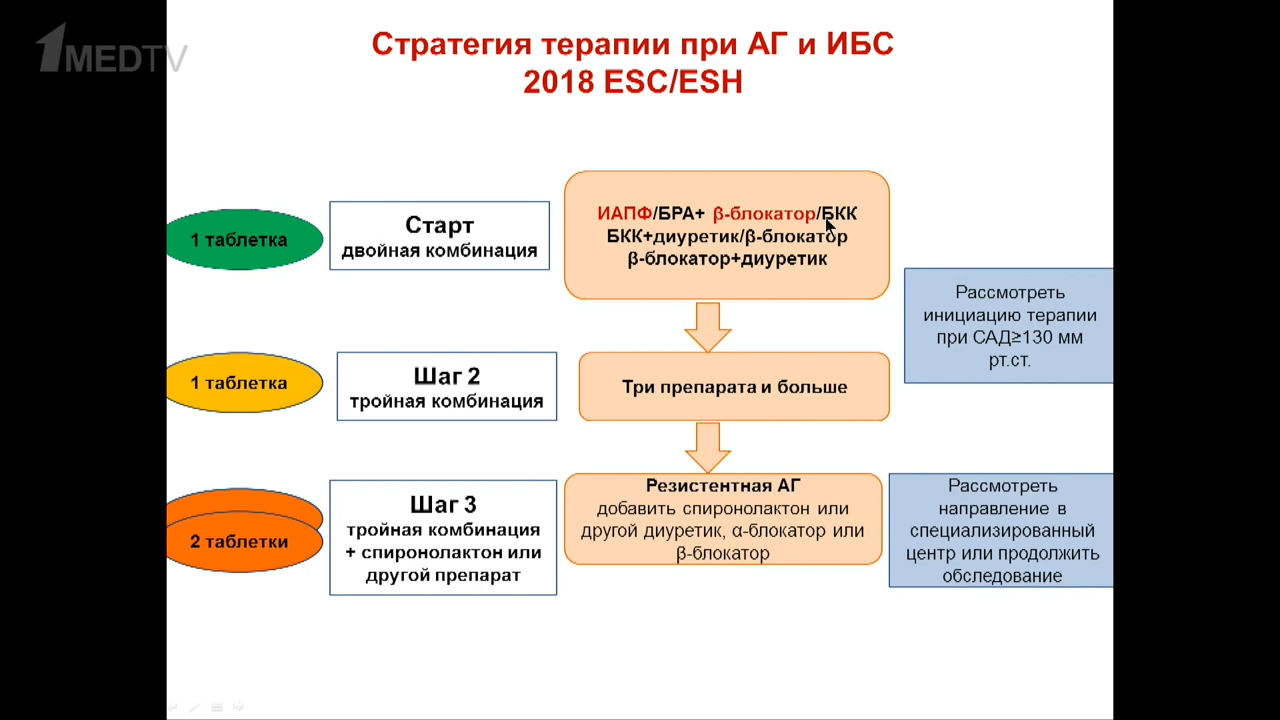 1MEDTV
Стратегия терапии при АГ и ИБС
2018 ESC/ESH
1 таблетка
Старт
двойная комбинация
ИАПФ/БРА+ β-блокатор/БКК
БКК+диуретик/β-блокатор
β-блокатор+диуретик
Рассмотреть
инициацию терапии
при САД≥130 мм
рт.ст.
1 таблетка
Шаг 2
тройная комбинация
Три препарата и больше
2 таблетки
Шаг 3
тройная комбинация
+ спиронолактон или
другой препарат
Резистентная АГ
добавить спиронолактон или
другой диуретик, α-блокатор или
β-блокатор
Рассмотреть
направление в
специализированный
центр или продолжить
обследование